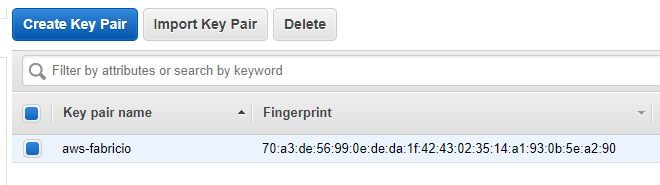 Create Key Pair Import Key Pair Delete
Filter by attributes or search by keyword
Key pair name Fingerprint
aws-fabricio 70:a3:de:56:99:0e:de:da:1f:42:43:02:35:14:a1:93:0b:5e:a2:90